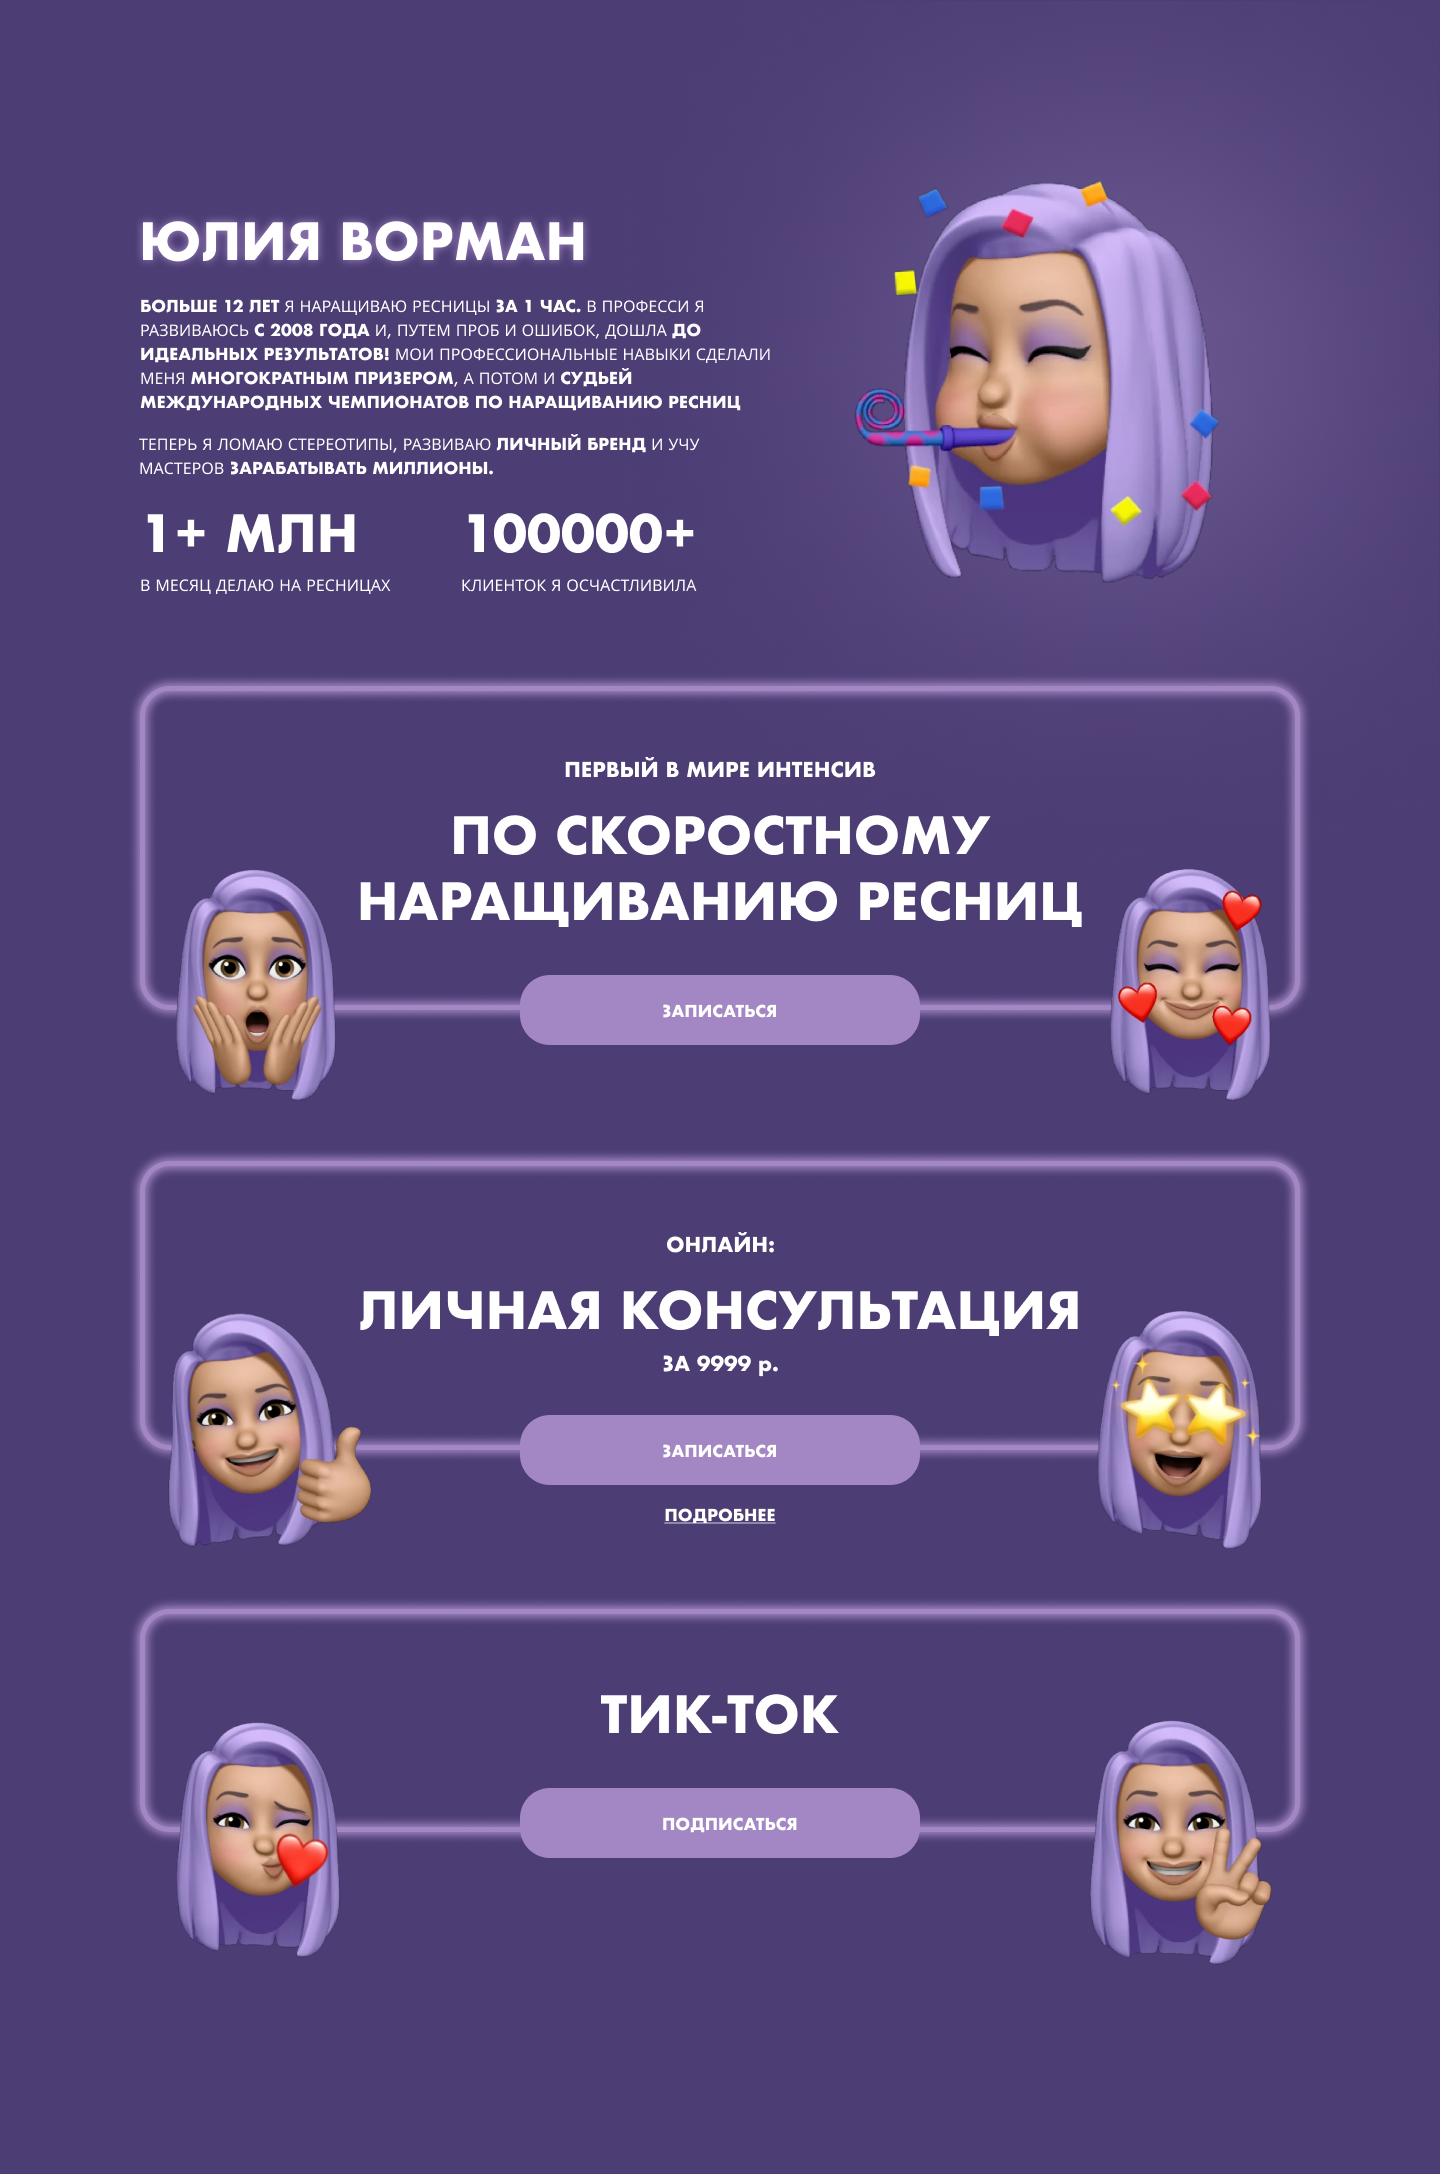 ЮЛИЯ ВОРМАН
БОЛЬШЕ 12 ЛЕТ Я НАРАЩИВАЮ РЕСНИЦЫ ЗА 1 ЧАС. В ПРОФЕССИ Я
РАЗВИВАЮСЬ С 2008 ГОДА И, ПУТЕМ ПРОБ И ОШИБОК, ДОШЛА ДО
ИДЕАЛЬНЫХ РЕЗУЛЬТАТОВ! МОИ ПРОФЕССИОНАЛЬНЫЕ НАВЫКИ СДЕЛАЛИ
МЕНЯ МНОГОКРАТНЫМ ПРИЗЕРОМ, А ПОТОМ И СУДЬЕЙ
МЕЖДУНАРОДНЫХ ЧЕМПИОНАТОВ ПО НАРАЩИВАНИЮ РЕСНИЦ
ТЕПЕРЬ Я ЛОМАЮ СТЕРЕОТИПЫ, РАЗВИВАЮ ЛИЧНЫЙ БРЕНД И УЧУ
МАСТЕРОВ ЗАРАБАТЫВАТЬ МИЛЛИОНЫ.
1+ МЛН
В МЕСЯЦ ДЕЛАЮ НА РЕСНИЦАХ
100000+
КЛИЕНТОК Я ОСЧАСТЛИВИЛА
ПЕРВЫЙ В МИРЕ ИНТЕНСИВ
ПО СКОРОСТНОМУ
НАРАЩИВАНИЮ РЕСНИЦ
ЗАПИСАТЬСЯ
ОНЛАЙН:
ЛИЧНАЯ КОНСУЛЬТАЦИЯ
ЗА 9999 р.
ЗАПИСАТЬСЯ
ПОДРОБНЕЕ
ТИК-ТОК
ПОДПИСАТЬСЯ